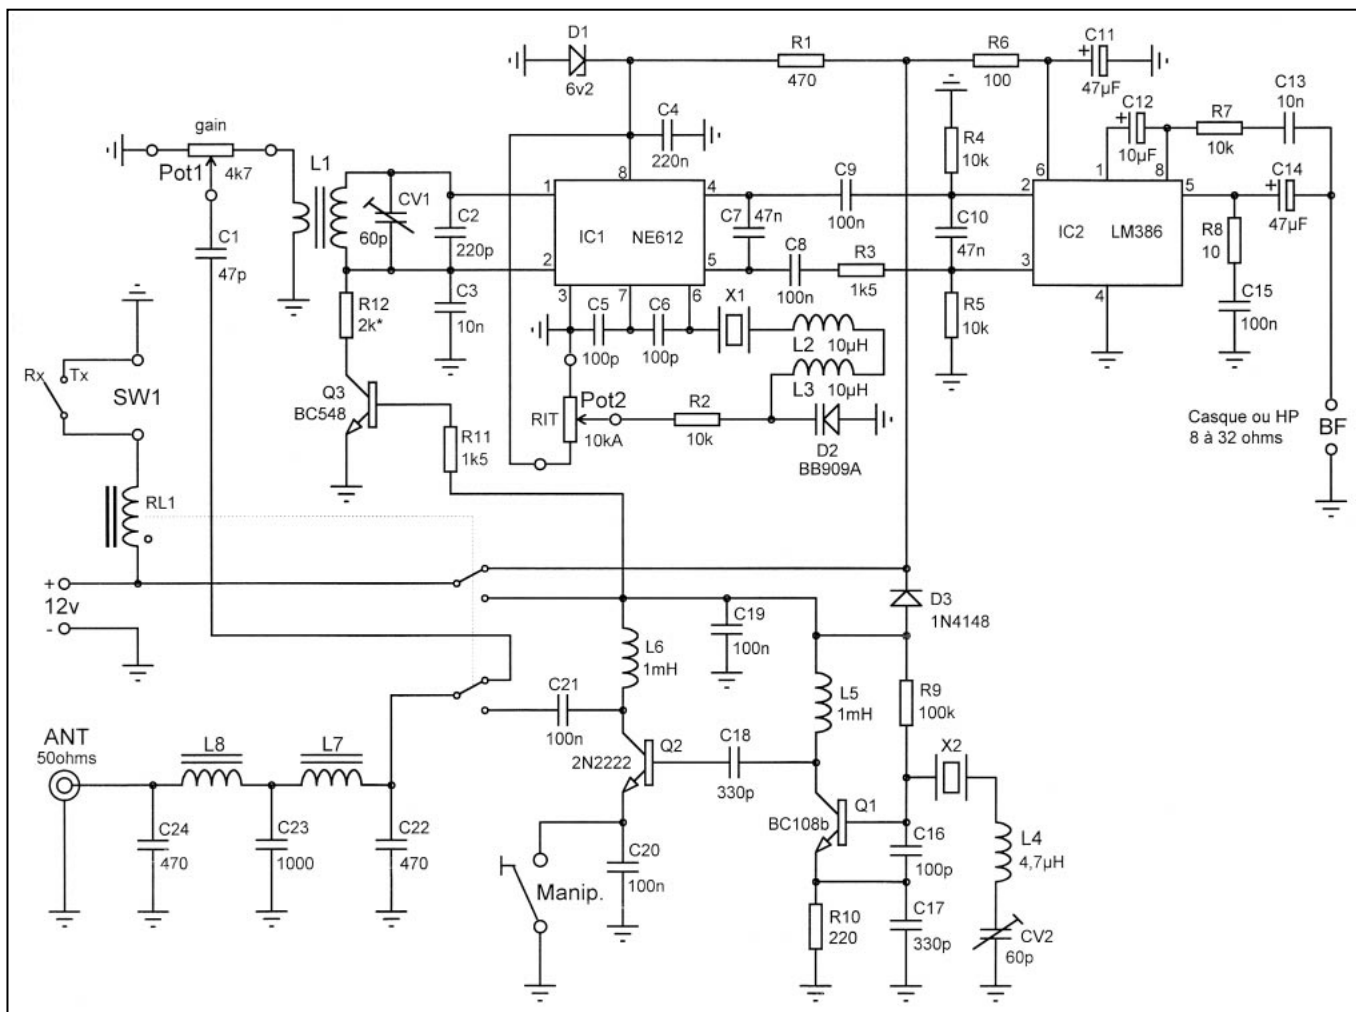 D1
6v2
R1
470
R6
100
C11
+
47µF
C13
10n
C12
+
10µF
R7
10k
gain
Pot1
4k7
L1
C4
220n
R4
10k
C1
47p
CV1
60p
C2
220p
1
2
8
4
5
3
7
6
IC1
NE612
C7
47n
C9
100n
C8
100n
R3
1k5
C10
47n
6
1
8
2
3
5
4
IC2
LM386
C14
+
47µF
R8
10
C15
100n
R12
2k*
C3
10n
C5
100p
C6
100p
X1
L2
10µH
L3
10µH
R5
10k
Rx
Tx
SW1
Q3
BC548
R11
1k5
RIT
Pot2
10kA
R2
10k
D2
BB909A
Casque ou HP
8 à 32 ohms
BF
RL1
+
12v
-
D3
1N4148
C19
100n
L6
1mH
L5
1mH
R9
100k
C21
100n
X2
ANT
50ohms
L8
L7
Q2
2N2222
C18
330p
Q1
BC108b
C16
100p
L4
4,7µH
C24
470
C23
1000
C22
470
C20
100n
Manip.
R10
220
C17
330p
CV2
60p